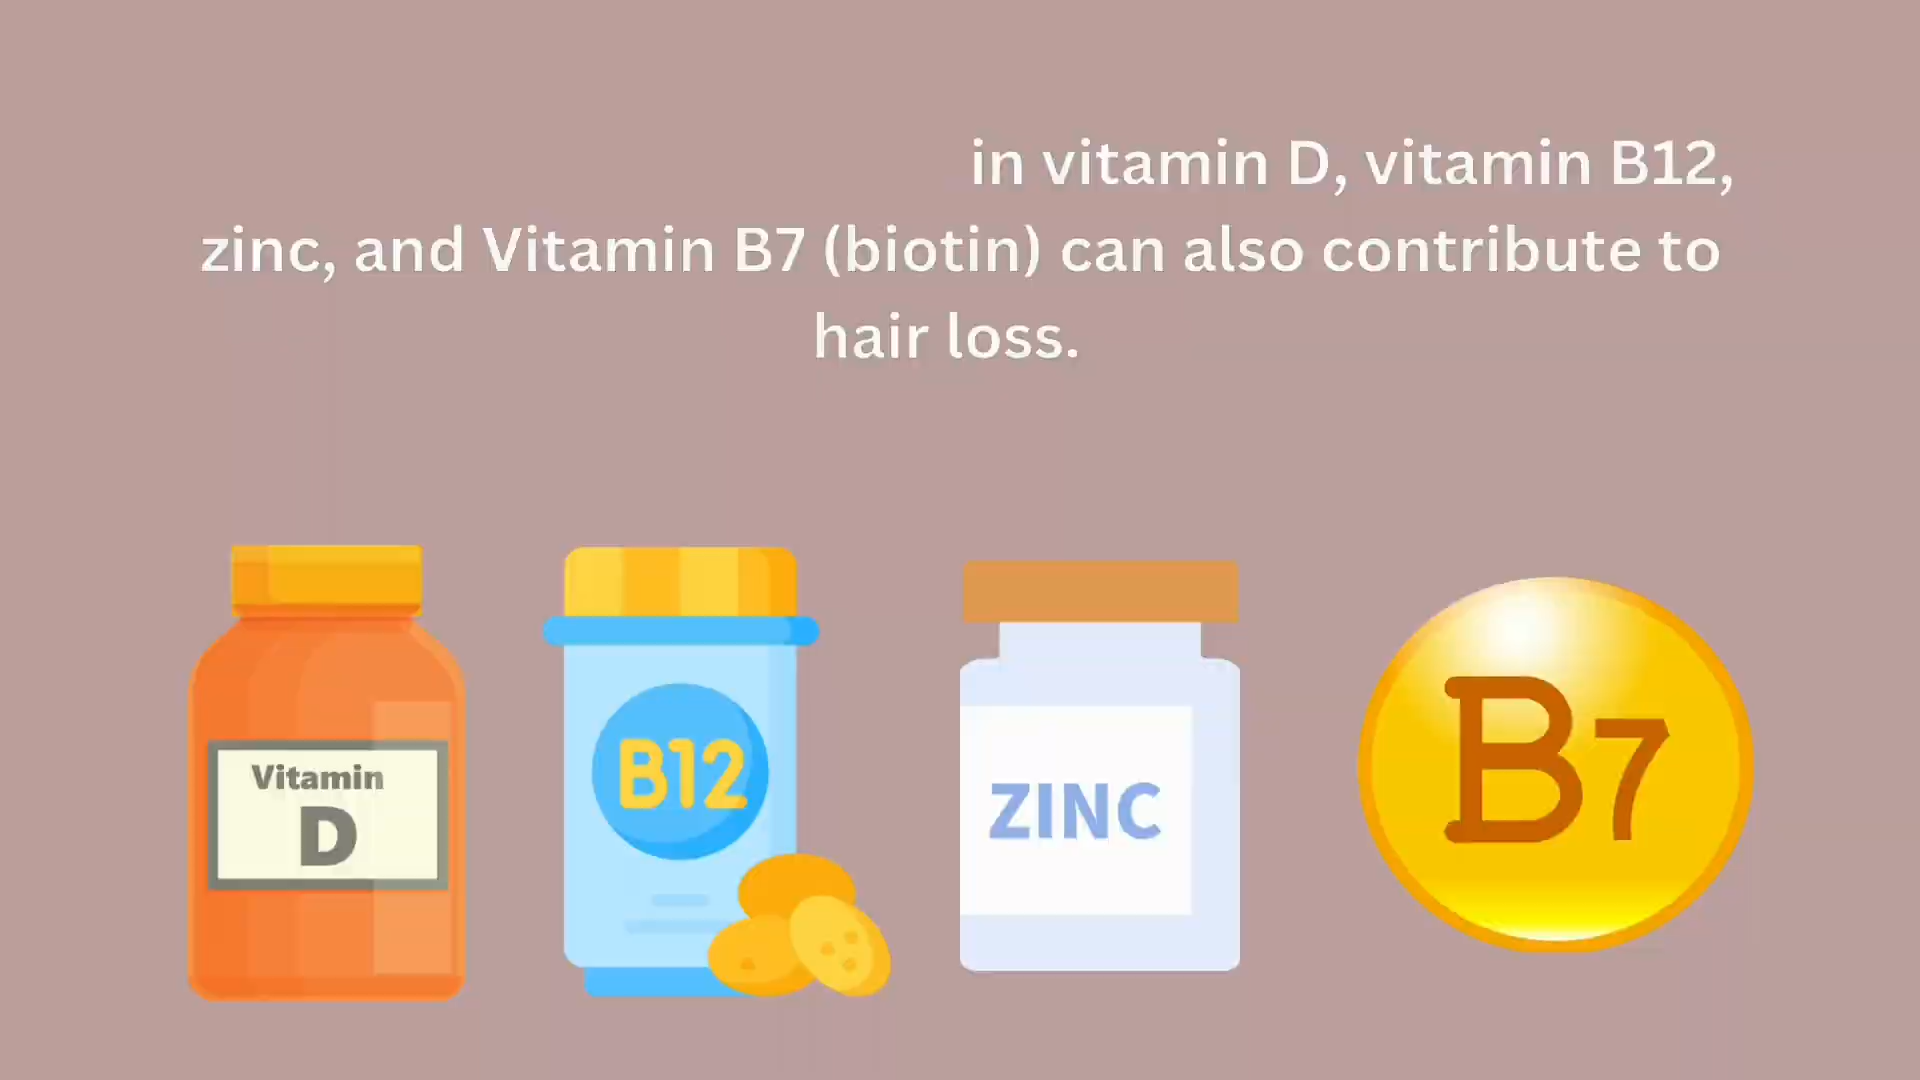 in vitamin D, vitamin B12,
zinc, and Vitamin B7 (biotin) can also contribute to
hair loss.
Vitamin
D
B12
ZINC
B7